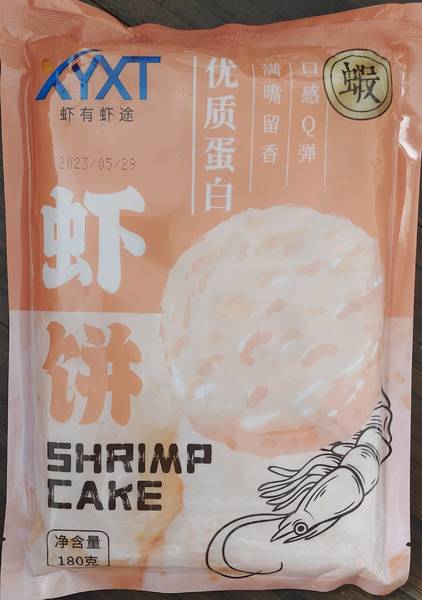 XYXT
虾有虾途
2023/05/29
优质蛋白
满嘴留香
口感Q弹
蝦
虾饼
SHRIMP
CAKE
净含量
180克